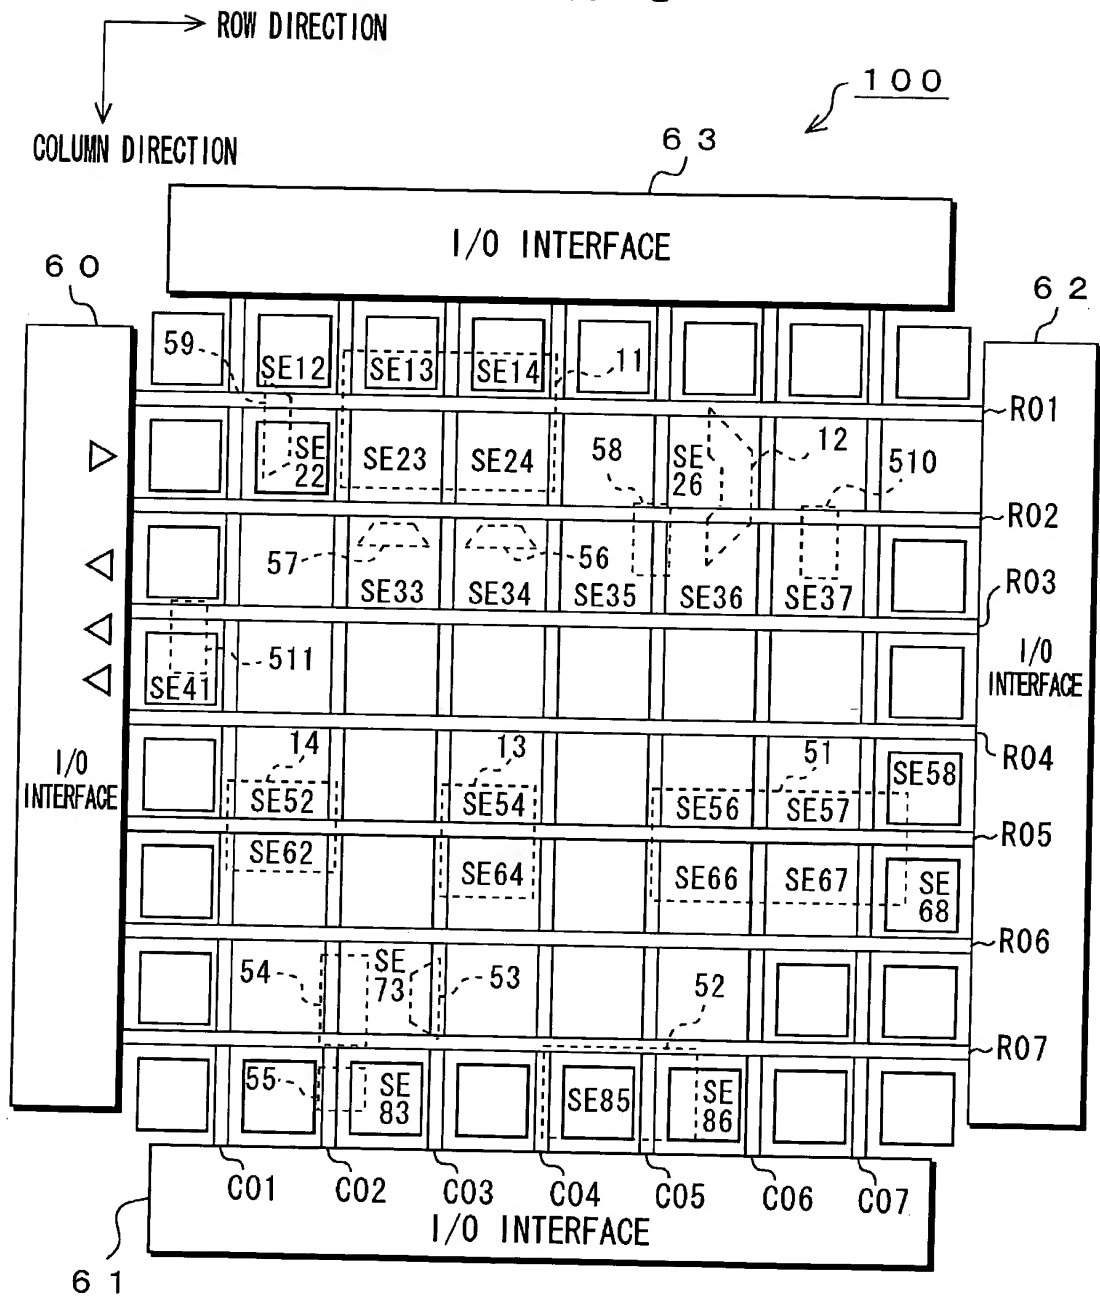 ROW DIRECTION
100
COLUMN DIRECTION
63
I/O INTERFACE
60
62
59
SE12
SE13
SE14
11
R01
SE
22
SE23
SE24
58
SE
26
12
510
R02
57
56
SE33
SE34
SE35
SE36
SE37
R03
511
SE41
I/O
INTERFACE
R04
I/O
INTERFACE
14
13
51
SE52
SE54
SE56
SE57
SE58
R05
SE62
SE64
SE66
SE67
SE
68
R06
54
SE
73
53
52
R07
55
SE
83
SE85
SE
86
C01
C02
C03
C04
C05
C06
C07
I/O INTERFACE
61